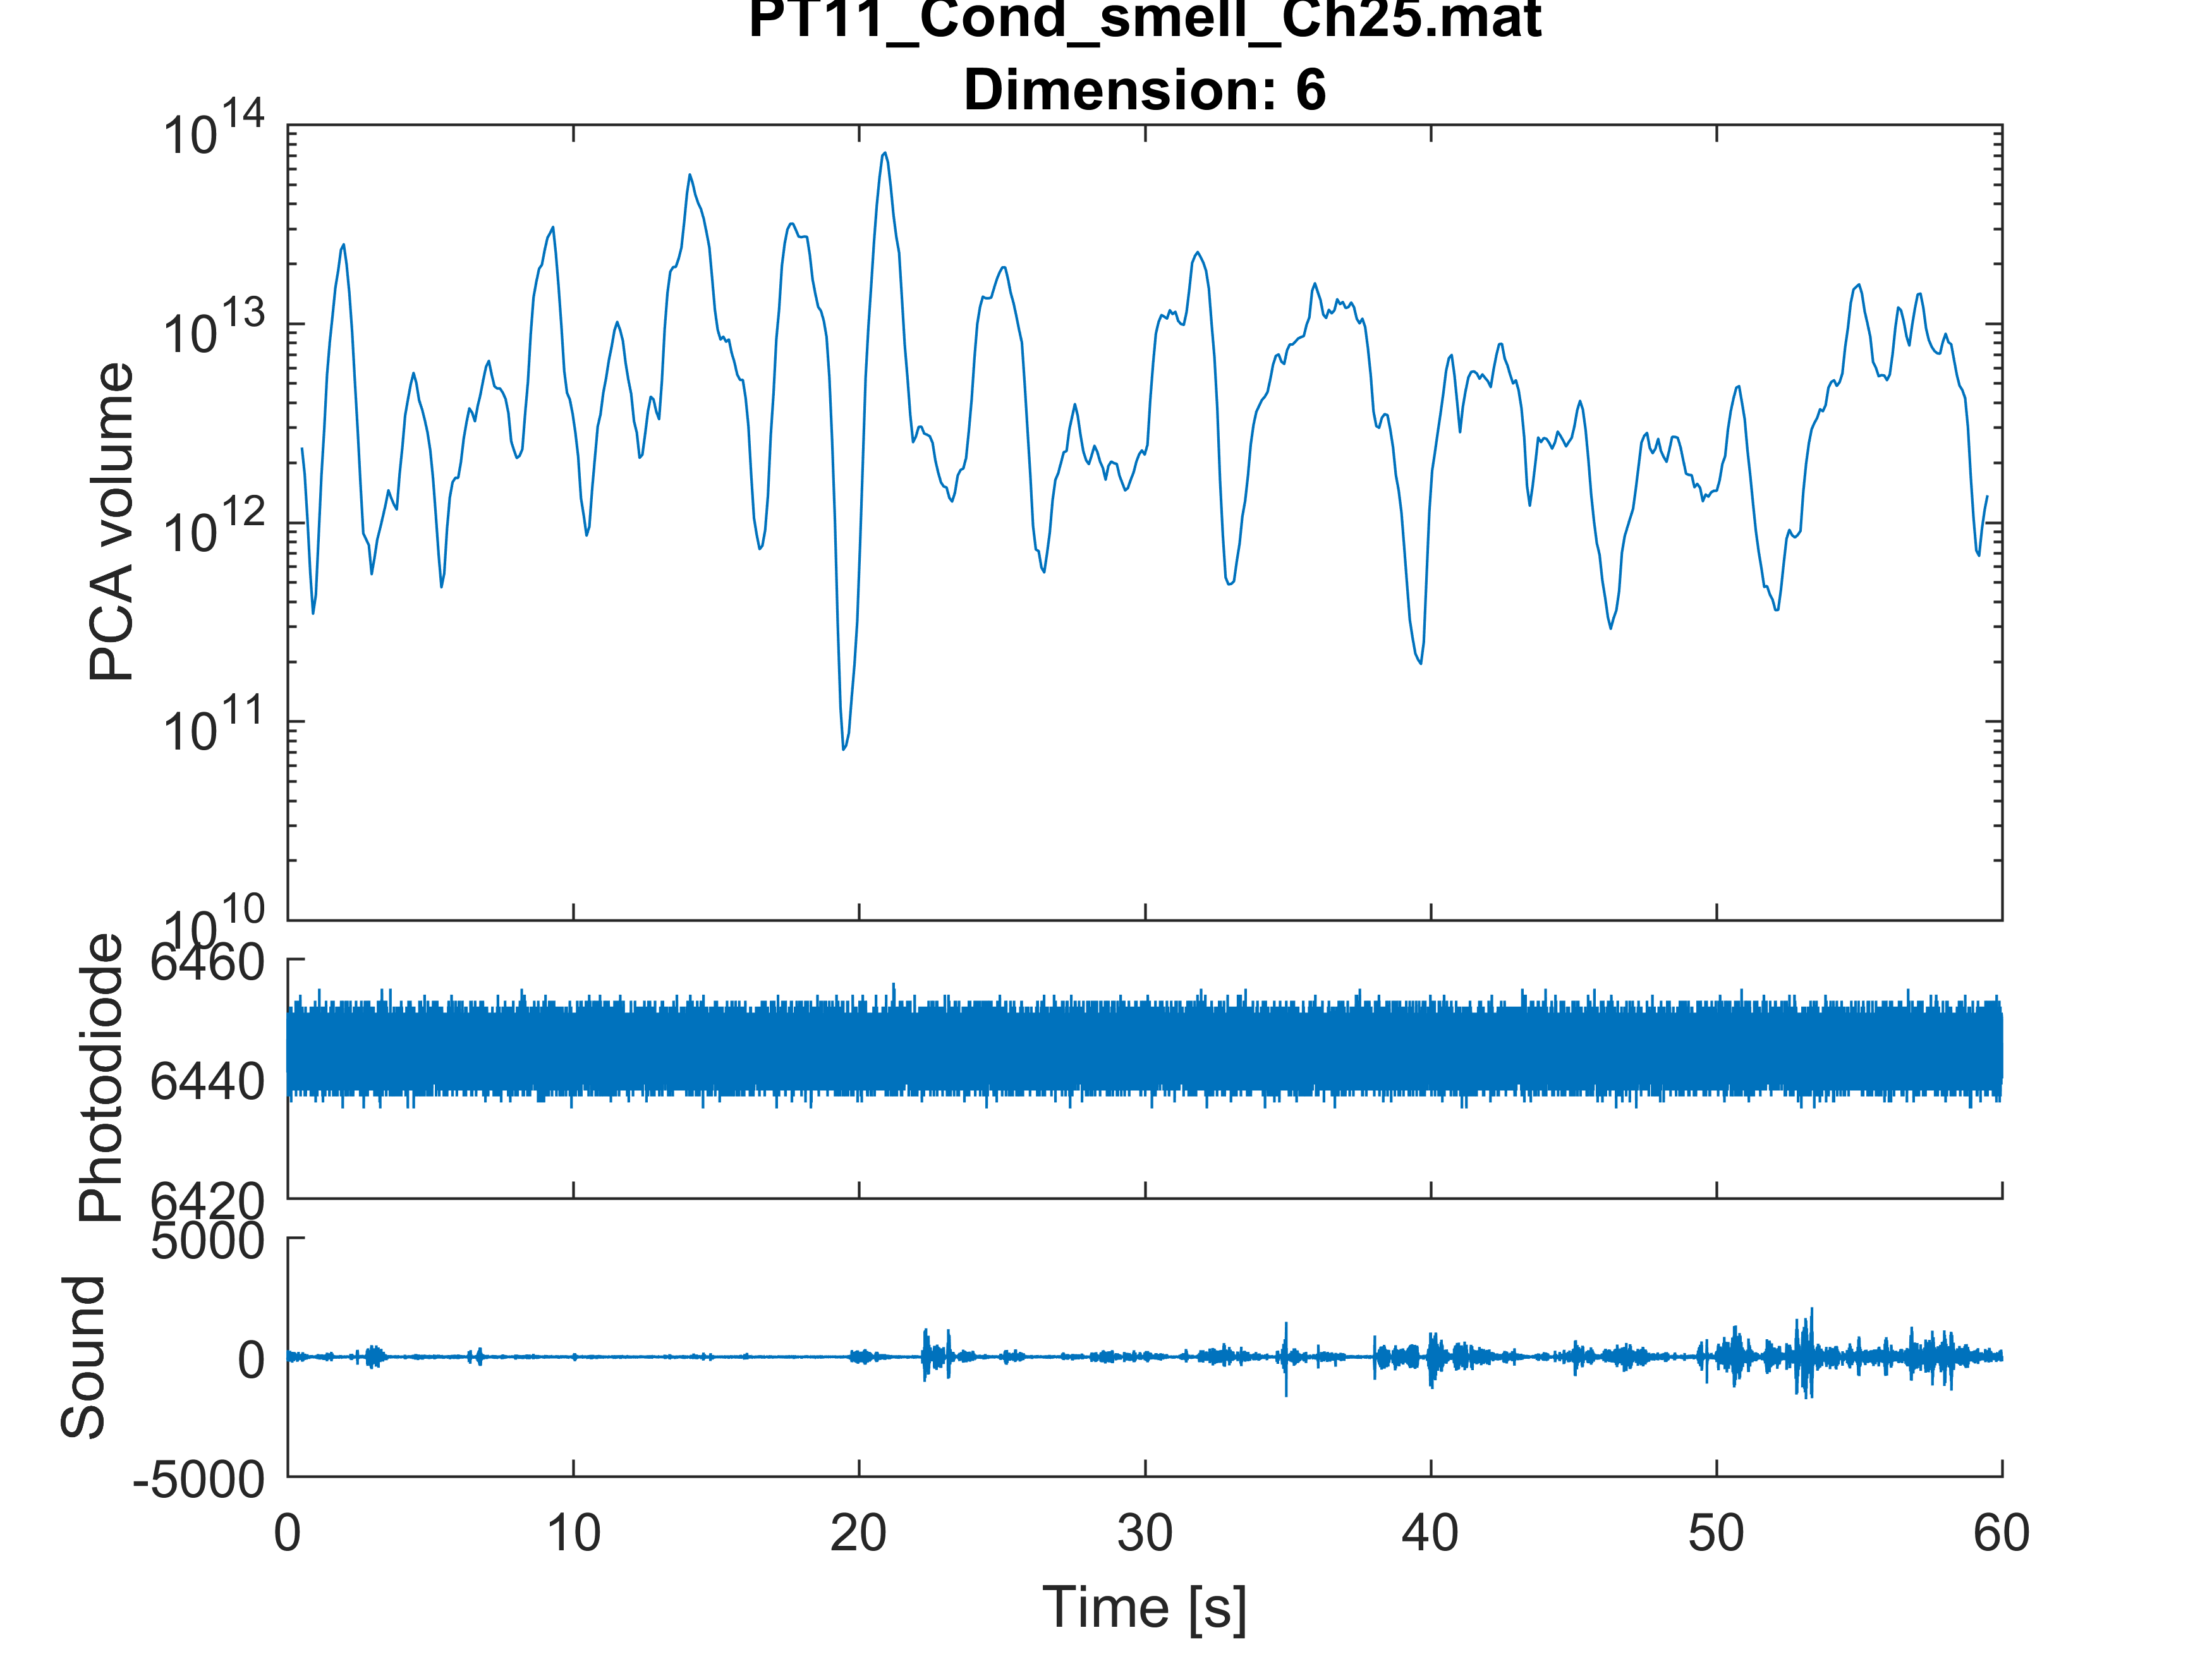 PT11_Cond_smell_Ch25.mat
Dimension: 6
10^14
10^13
10^12
10^11
10^10
PCA volume
6460
6440
6420
Photodiode
5000
0
-5000
Sound
0 10 20 30 40 50 60
Time [s]